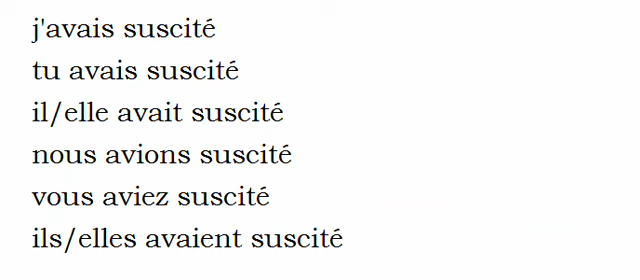 j'avais suscité
tu avais suscité
il/elle avait suscité
nous avions suscité
vous aviez suscité
ils/elles avaient suscité